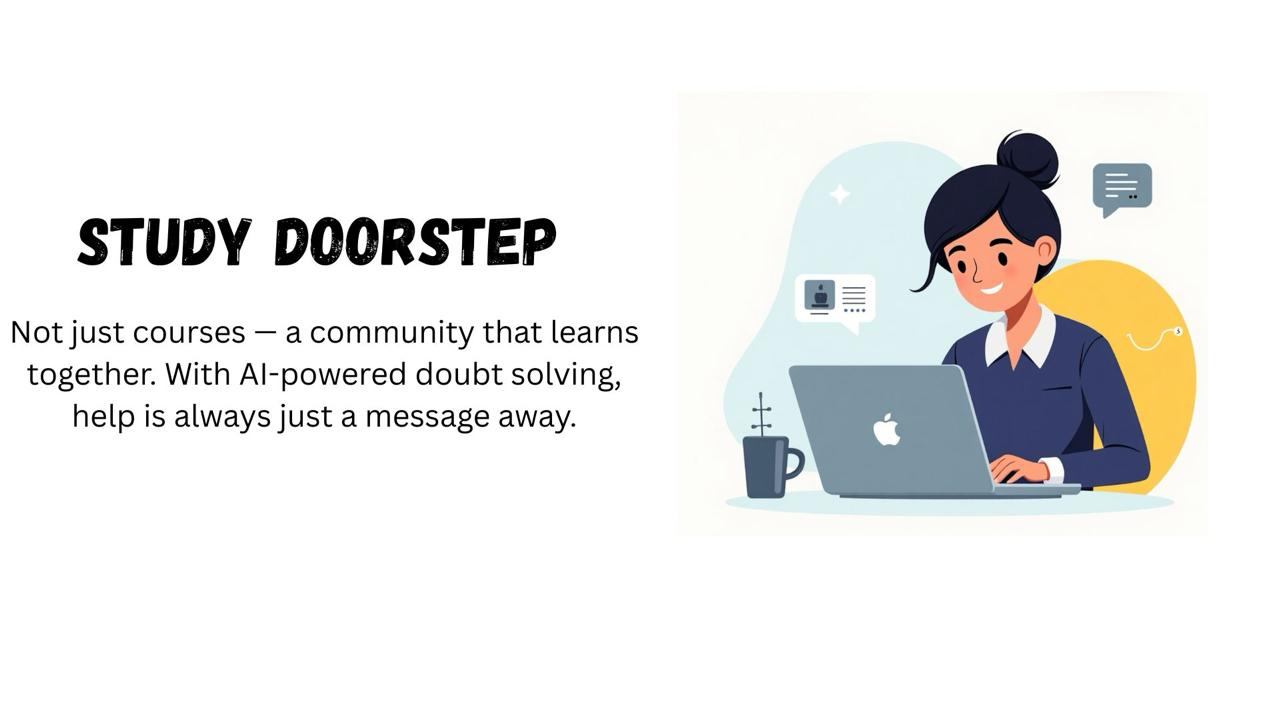 STUDY DOORSTEP
Not just courses — a community that learns
together. With AI-powered doubt solving,
help is always just a message away.